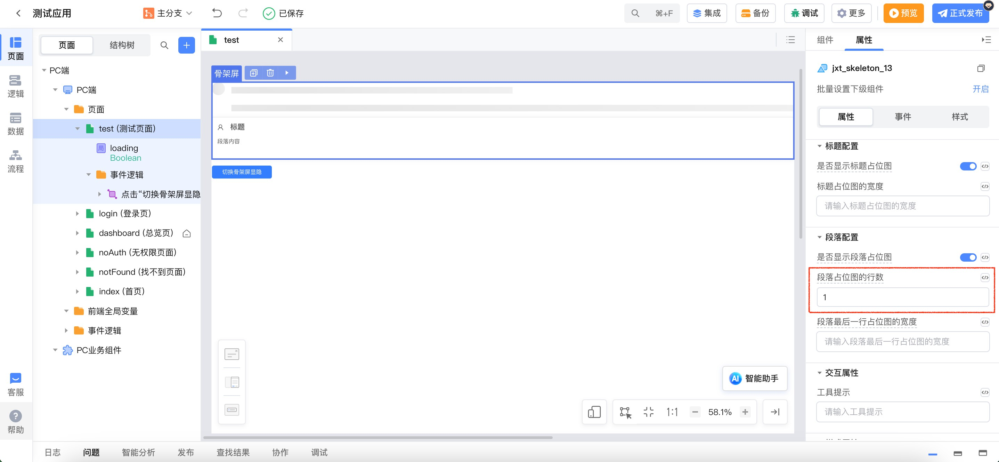 测试应用
主分支
已保存
⌘+F
集成
备份
调试
更多
预览
正式发布
页面
逻辑
数据
流程
客服
帮助
页面
结构树
PC端
PC端
页面
test (测试页面)
局
loading
Boolean
事件逻辑
点击“切换骨架屏显隐
login (登录页)
dashboard (总览页)
noAuth (无权限页面)
notFound (找不到页面)
index (首页)
前端全局变量
事件逻辑
PC业务组件
test
骨架屏
标题
段落内容
切换骨架屏显隐
AI 智能助手
1:1
58.1%
组件
属性
jxt_skeleton_13
批量设置下级组件
开启
属性
事件
样式
标题配置
是否显示标题占位图
标题占位图的宽度
请输入标题占位图的宽度
段落配置
是否显示段落占位图
段落占位图的行数
1
段落最后一行占位图的宽度
请输入段落最后一行占位图的宽度
交互属性
工具提示
请输入工具提示
日志
问题
智能分析
发布
查找结果
协作
调试